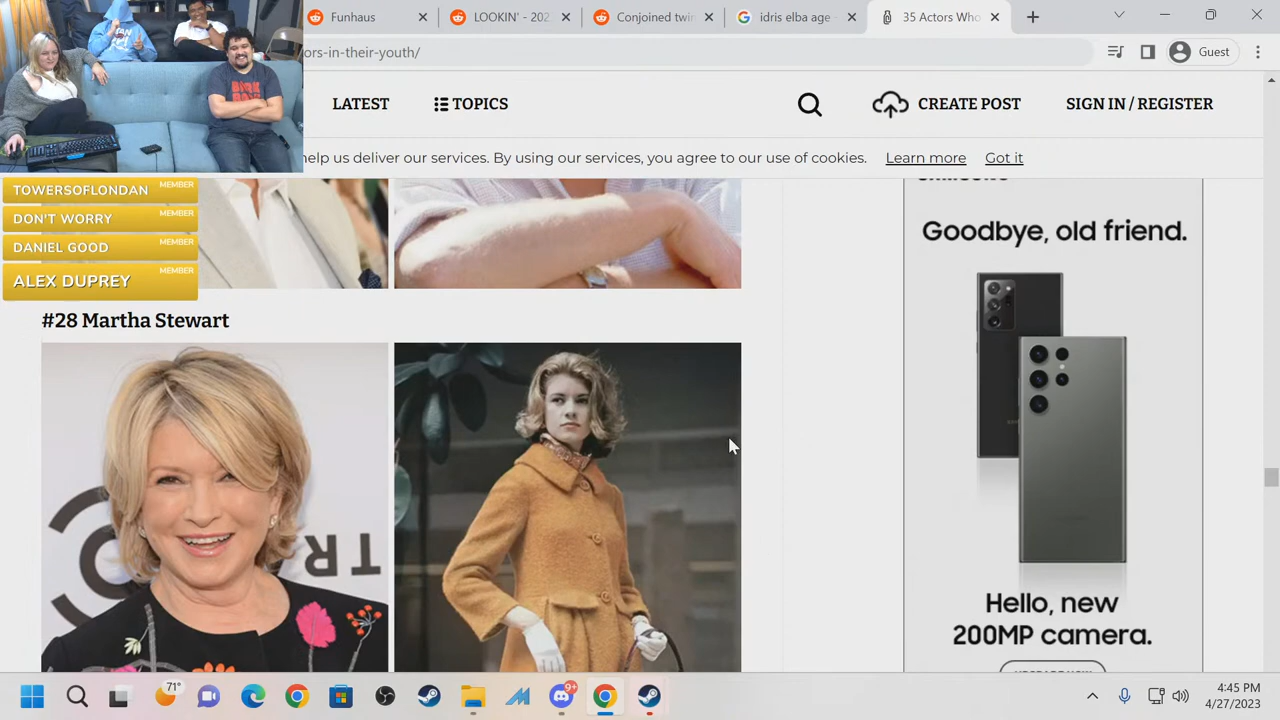 Funhaus
LOOKIN' - 202
Conjoined twin
idris elba age -
35 Actors Who
ors-in-their-youth/
Guest
LATEST
TOPICS
CREATE POST
SIGN IN / REGISTER
help us deliver our services. By using our services, you agree to our use of cookies.
Learn more
Got it
TOWERSOFLONDAN MEMBER
DON'T WORRY MEMBER
DANIEL GOOD MEMBER
ALEX DUPREY MEMBER
#28 Martha Stewart
SAMSUNG
Goodbye, old friend.
Hello, new
200MP camera.
71°
9+
4:45 PM
4/27/2023